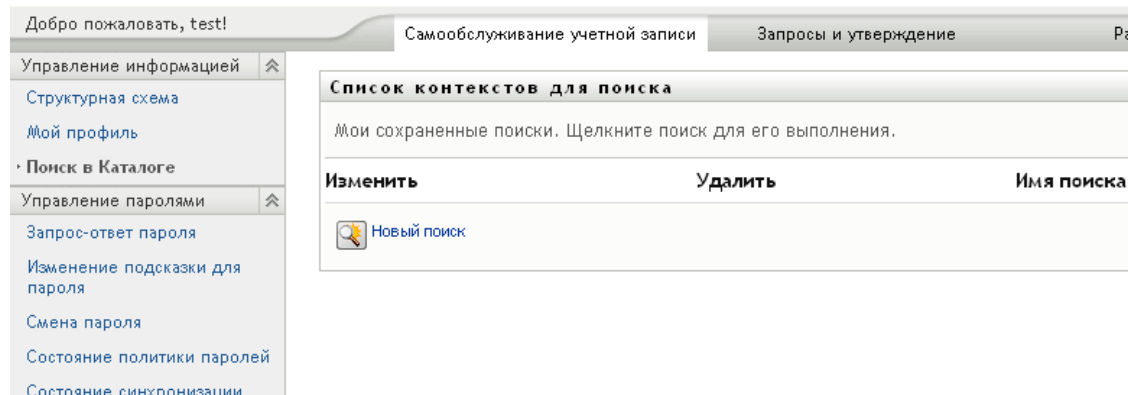 Добро пожаловать, test!
Самообслуживание учетной записи
Запросы и утверждение
Управление информацией
Структурная схема
Мой профиль
Поиск в Каталоге
Управление паролями
Запрос-ответ пароля
Изменение подсказки для
пароля
Смена пароля
Состояние политики паролей
Состояние синхронизации
Список контекстов для поиска
Мои сохраненные поиски. Щелкните поиск для его выполнения.
Изменить Удалить Имя поиска
Новый поиск